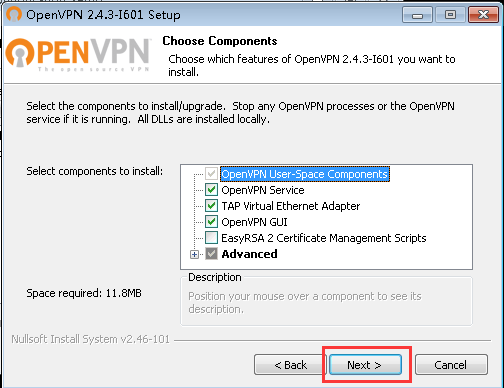 OpenVPN 2.4.3-I601 Setup
OPENVPN
The open source VPN
Choose Components
Choose which features of OpenVPN 2.4.3-I601 you want to
install.
Select the components to install/upgrade. Stop any OpenVPN processes or the OpenVPN
service if it is running. All DLLs are installed locally.
Select components to install:
OpenVPN User-Space Components
OpenVPN Service
TAP Virtual Ethernet Adapter
OpenVPN GUI
EasyRSA 2 Certificate Management Scripts
Advanced
Space required: 11.8MB
Description
Position your mouse over a component to see its
description.
Nullsoft Install System v2.46-101
< Back
Next >
Cancel